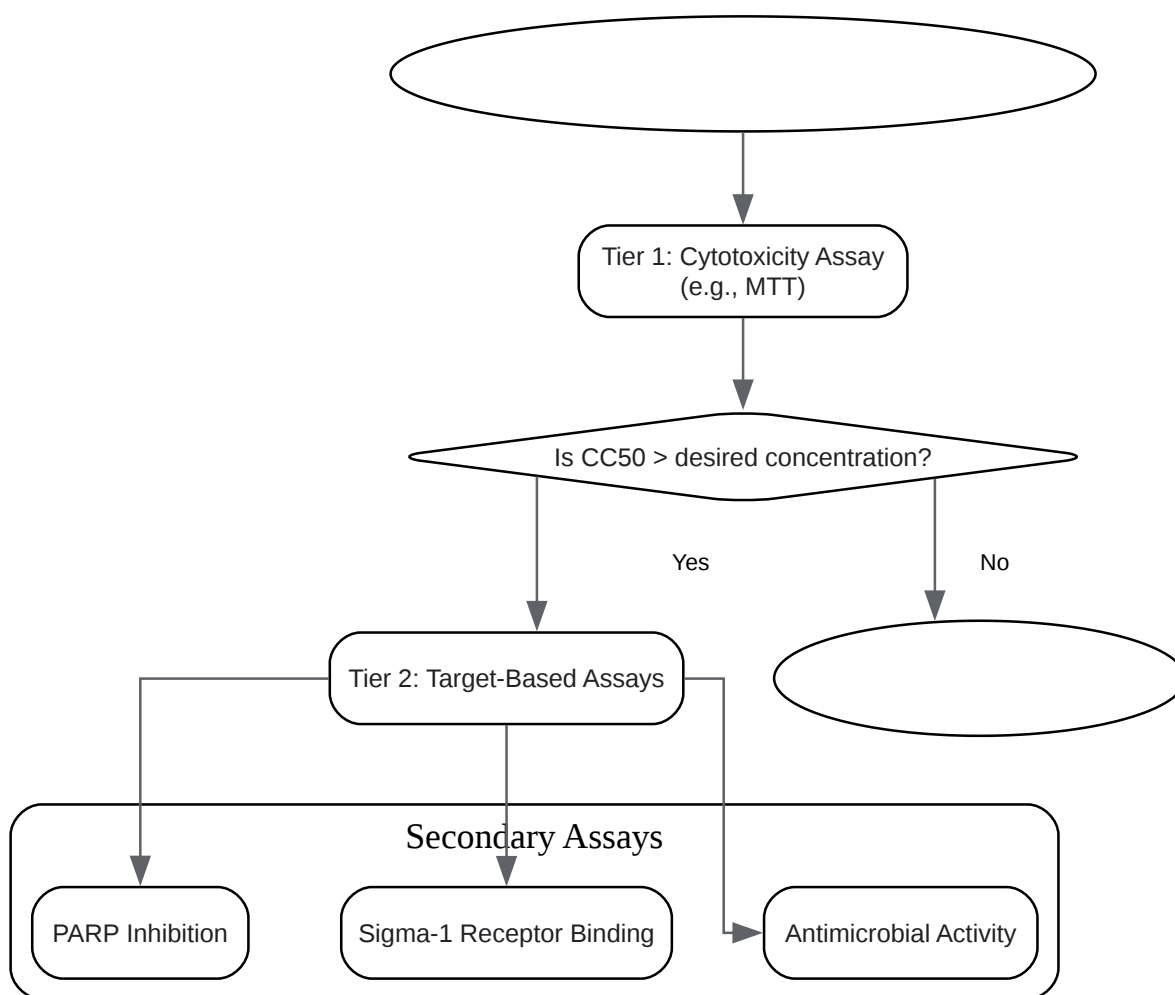 Tier 1: Cytotoxicity Assay
(e.g., MTT)
Is CC50 > desired concentration?
Yes
No
Tier 2: Target-Based Assays
Secondary Assays
PARP Inhibition
Sigma-1 Receptor Binding
Antimicrobial Activity